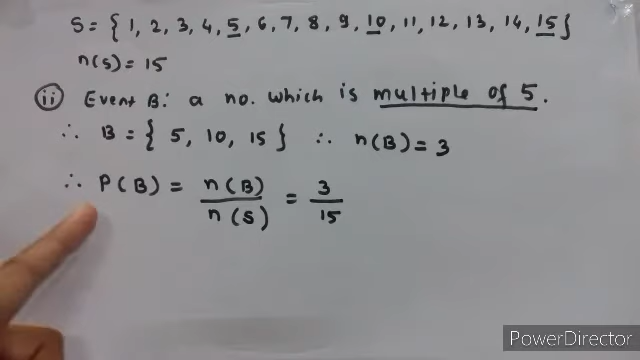 S = { 1, 2, 3, 4, 5, 6, 7, 8, 9, 10, 11, 12, 13, 14, 15 }
n(s) = 15
(ii) Event B: a no. which is multiple of 5.
∴ B = { 5, 10, 15 } ∴ n(B) = 3
∴ P(B) = n(B) / n(S) = 3 / 15
PowerDirector